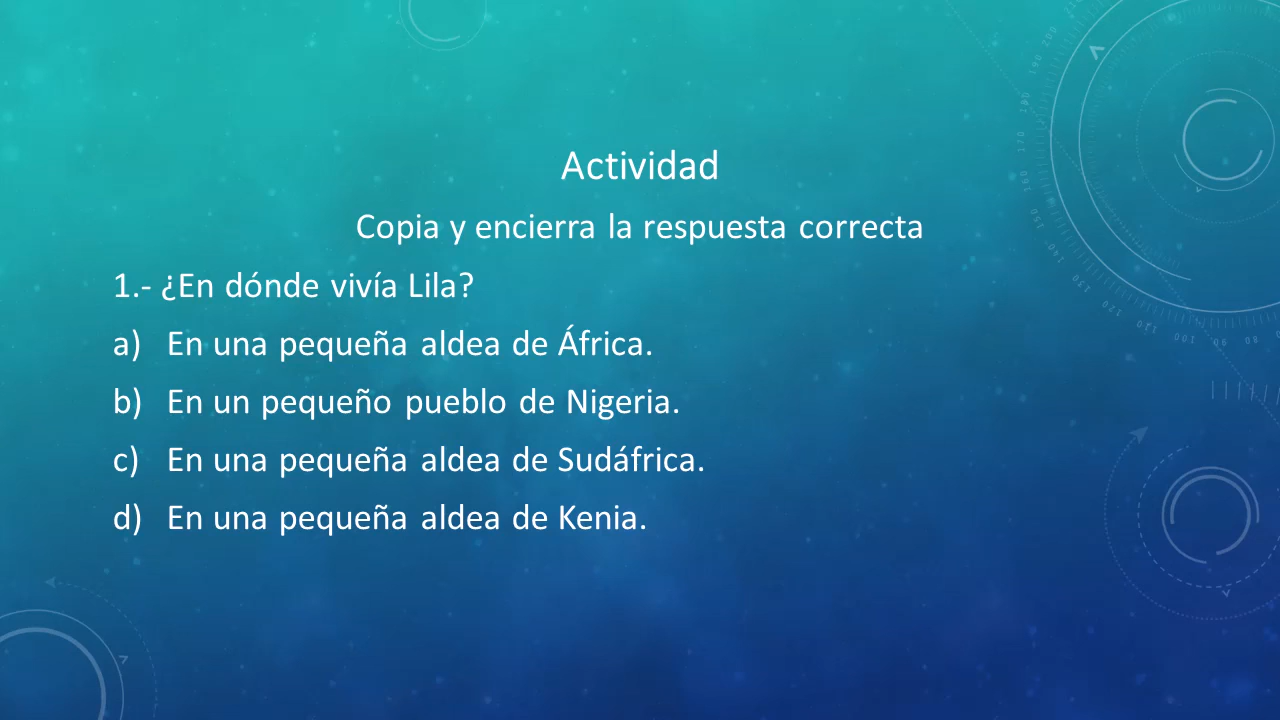 Actividad
Copia y encierra la respuesta correcta
1.- ¿En dónde vivía Lila?
a) En una pequeña aldea de África.
b) En un pequeño pueblo de Nigeria.
c) En una pequeña aldea de Sudáfrica.
d) En una pequeña aldea de Kenia.